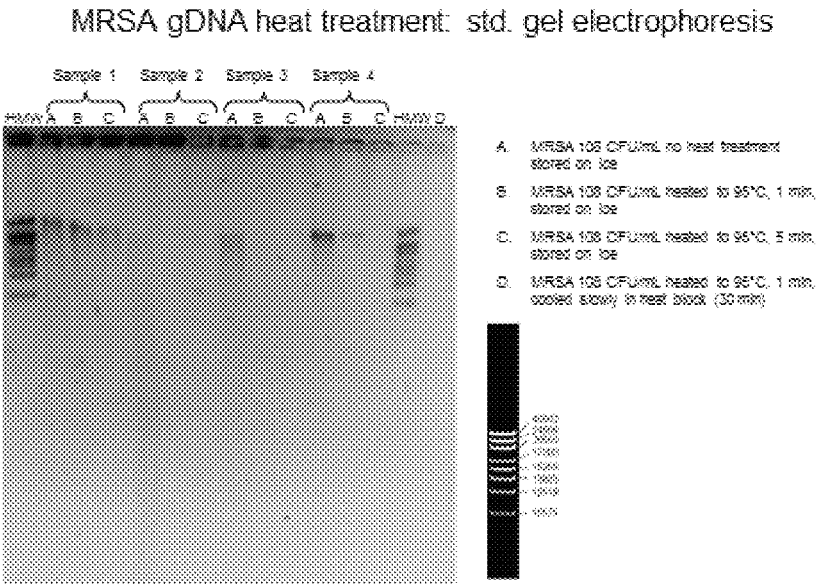 MRSA gDNA heat treatment: std. gel electrophoresis
Sample 1 Sample 2 Sample 3 Sample 4
HMW A B C A B C A B C A B C HMW D
A. MRSA 108 CFU/mL no heat treatment
stored on ice
B. MRSA 108 CFU/mL heated to 95°C, 1 min,
stored on ice
C. MRSA 108 CFU/mL heated to 95°C, 5 min,
stored on ice
D. MRSA 108 CFU/mL heated to 95°C, 1 min,
cooled slowly in heat block (30 min)